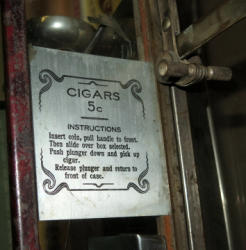 CIGARS
5c
INSTRUCTIONS
Insert coin, pull handle to front.
Then slide over box selected.
Push plunger down and pick up
cigar.
Release plunger and return to
front of case.